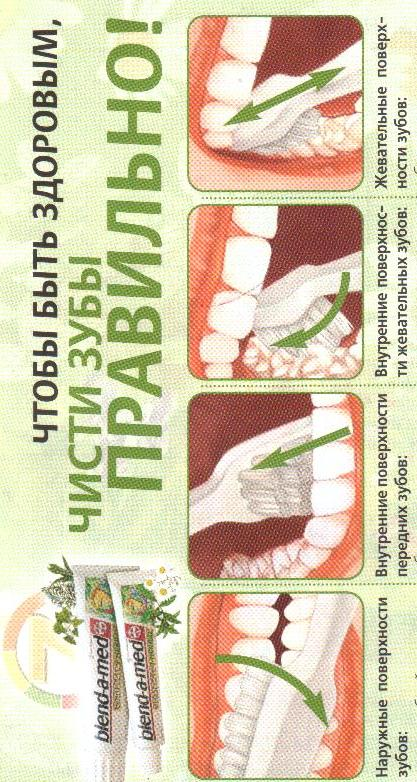 ЧТОБЫ БЫТЬ ЗДОРОВЫМ,
ЧИСТИ ЗУБЫ
ПРАВИЛЬНО!
blend-a-med
blend-a-med
Наружные поверхности
зубов:
Внутренние поверхности
передних зубов:
Внутренние поверхнос–
ти жевательных зубов:
Жевательные поверх–
ности зубов: